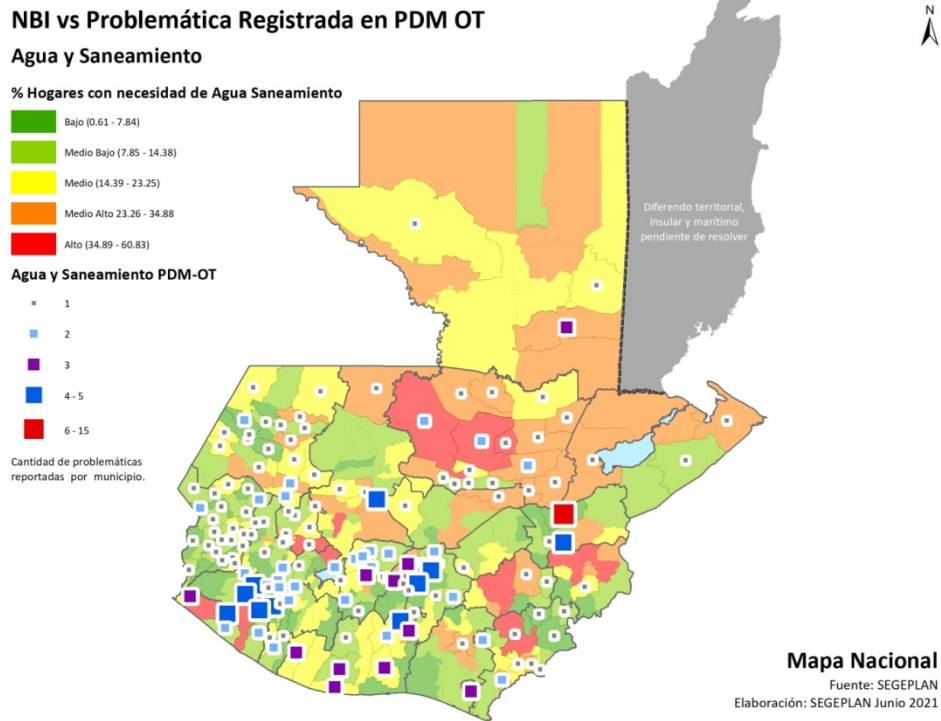 NBI vs Problemática Registrada en PDM OT
Agua y Saneamiento
% Hogares con necesidad de Agua Saneamiento
Bajo (0.61 - 7.84)
Medio Bajo (7.85 - 14.38)
Medio (14.39 - 23.25)
Medio Alto 23.26 - 34.88
Alto (34.89 - 60.83)
Agua y Saneamiento PDM-OT
1
2
3
4 - 5
6 - 15
Cantidad de problemáticas
reportadas por municipio.
N
Diferendo territorial,
insular y marítimo
pendiente de resolver
Mapa Nacional
Fuente: SEGEPLAN
Elaboración: SEGEPLAN Junio 2021